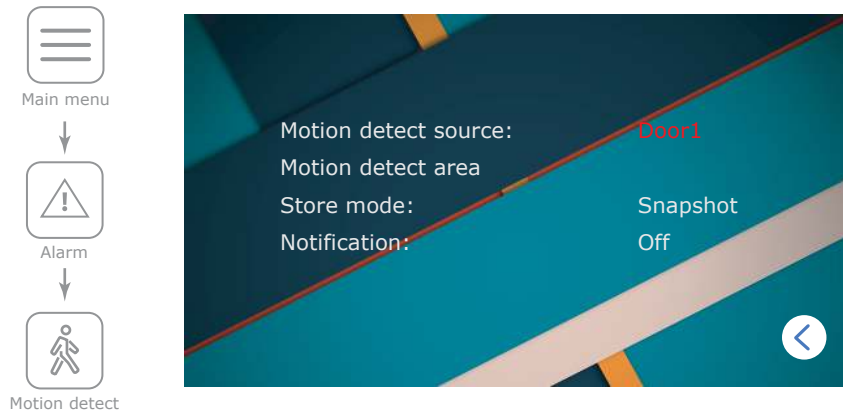 Main menu
Alarm
Motion detect
Motion detect source: Door1
Motion detect area
Store mode: Snapshot
Notification: Off